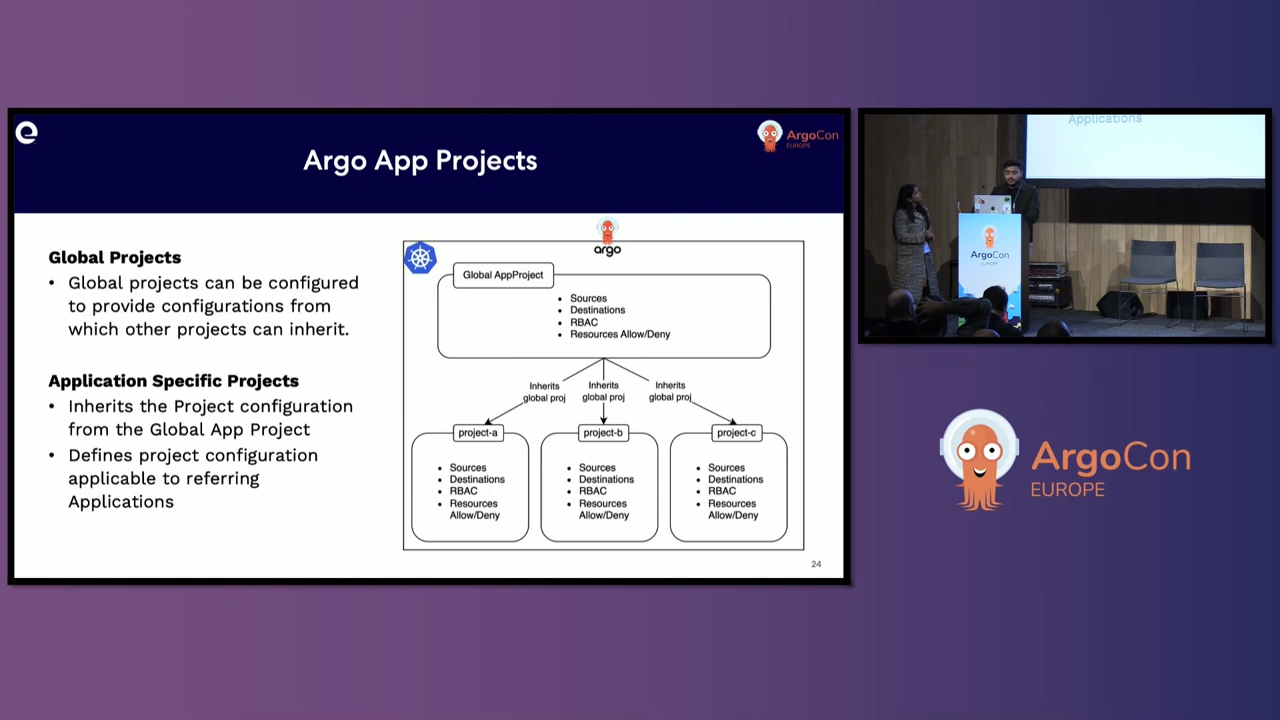 e
ArgoCon
EUROPE
Argo App Projects
Global Projects
• Global projects can be configured
to provide configurations from
which other projects can inherit.
Application Specific Projects
• Inherits the Project configuration
from the Global App Project
• Defines project configuration
applicable to referring
Applications
argo
Global AppProject
• Sources
• Destinations
• RBAC
• Resources Allow/Deny
Inherits
global proj
Inherits
global proj
Inherits
global proj
project-a
• Sources
• Destinations
• RBAC
• Resources
Allow/Deny
project-b
• Sources
• Destinations
• RBAC
• Resources
Allow/Deny
project-c
• Sources
• Destinations
• RBAC
• Resources
Allow/Deny
24
Applications
ArgoCon
EUROPE
ArgoCon
EUROPE